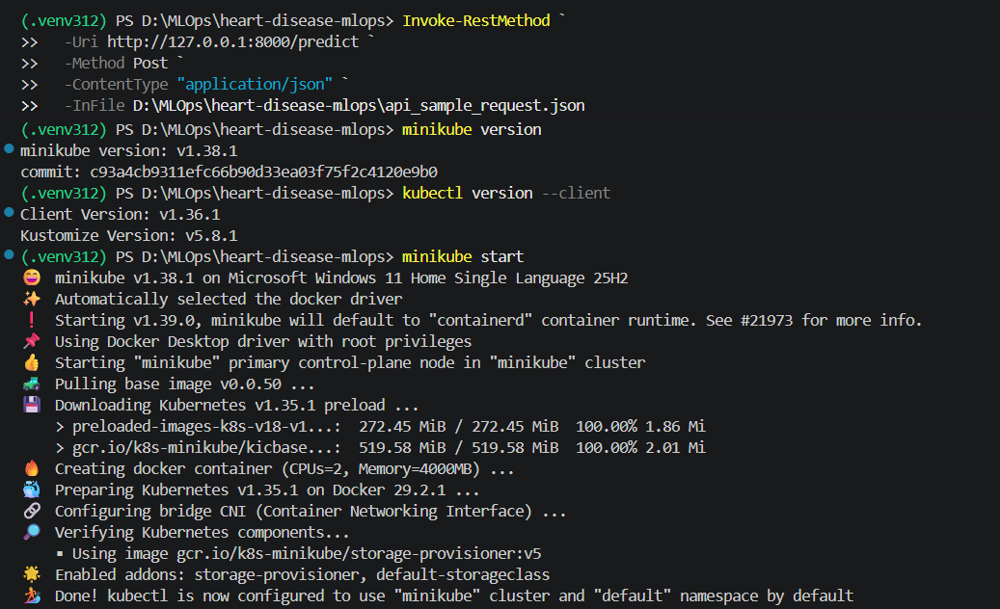 (.venv312) PS D:\MLOps\heart-disease-mlops> Invoke-RestMethod `
>>   -Uri http://127.0.0.1:8000/predict `
>>   -Method Post `
>>   -ContentType "application/json" `
>>   -InFile D:\MLOps\heart-disease-mlops\api_sample_request.json
(.venv312) PS D:\MLOps\heart-disease-mlops> minikube version
minikube version: v1.38.1
commit: c93a4cb9311efc66b90d33ea03f75f2c4120e9b0
(.venv312) PS D:\MLOps\heart-disease-mlops> kubectl version --client
Client Version: v1.36.1
Kustomize Version: v5.8.1
(.venv312) PS D:\MLOps\heart-disease-mlops> minikube start
😄  minikube v1.38.1 on Microsoft Windows 11 Home Single Language 25H2
✨  Automatically selected the docker driver
❗  Starting v1.39.0, minikube will default to "containerd" container runtime. See #21973 for more info.
📌  Using Docker Desktop driver with root privileges
👍  Starting "minikube" primary control-plane node in "minikube" cluster
🚜  Pulling base image v0.0.50 ...
💾  Downloading Kubernetes v1.35.1 preload ...
    > preloaded-images-k8s-v18-v1...:  272.45 MiB / 272.45 MiB  100.00% 1.86 Mi
    > gcr.io/k8s-minikube/kicbase...:  519.58 MiB / 519.58 MiB  100.00% 2.01 Mi
🔥  Creating docker container (CPUs=2, Memory=4000MB) ...
🐳  Preparing Kubernetes v1.35.1 on Docker 29.2.1 ...
🔗  Configuring bridge CNI (Container Networking Interface) ...
🔎  Verifying Kubernetes components...
    ▪ Using image gcr.io/k8s-minikube/storage-provisioner:v5
🌟  Enabled addons: storage-provisioner, default-storageclass
🏄  Done! kubectl is now configured to use "minikube" cluster and "default" namespace by default